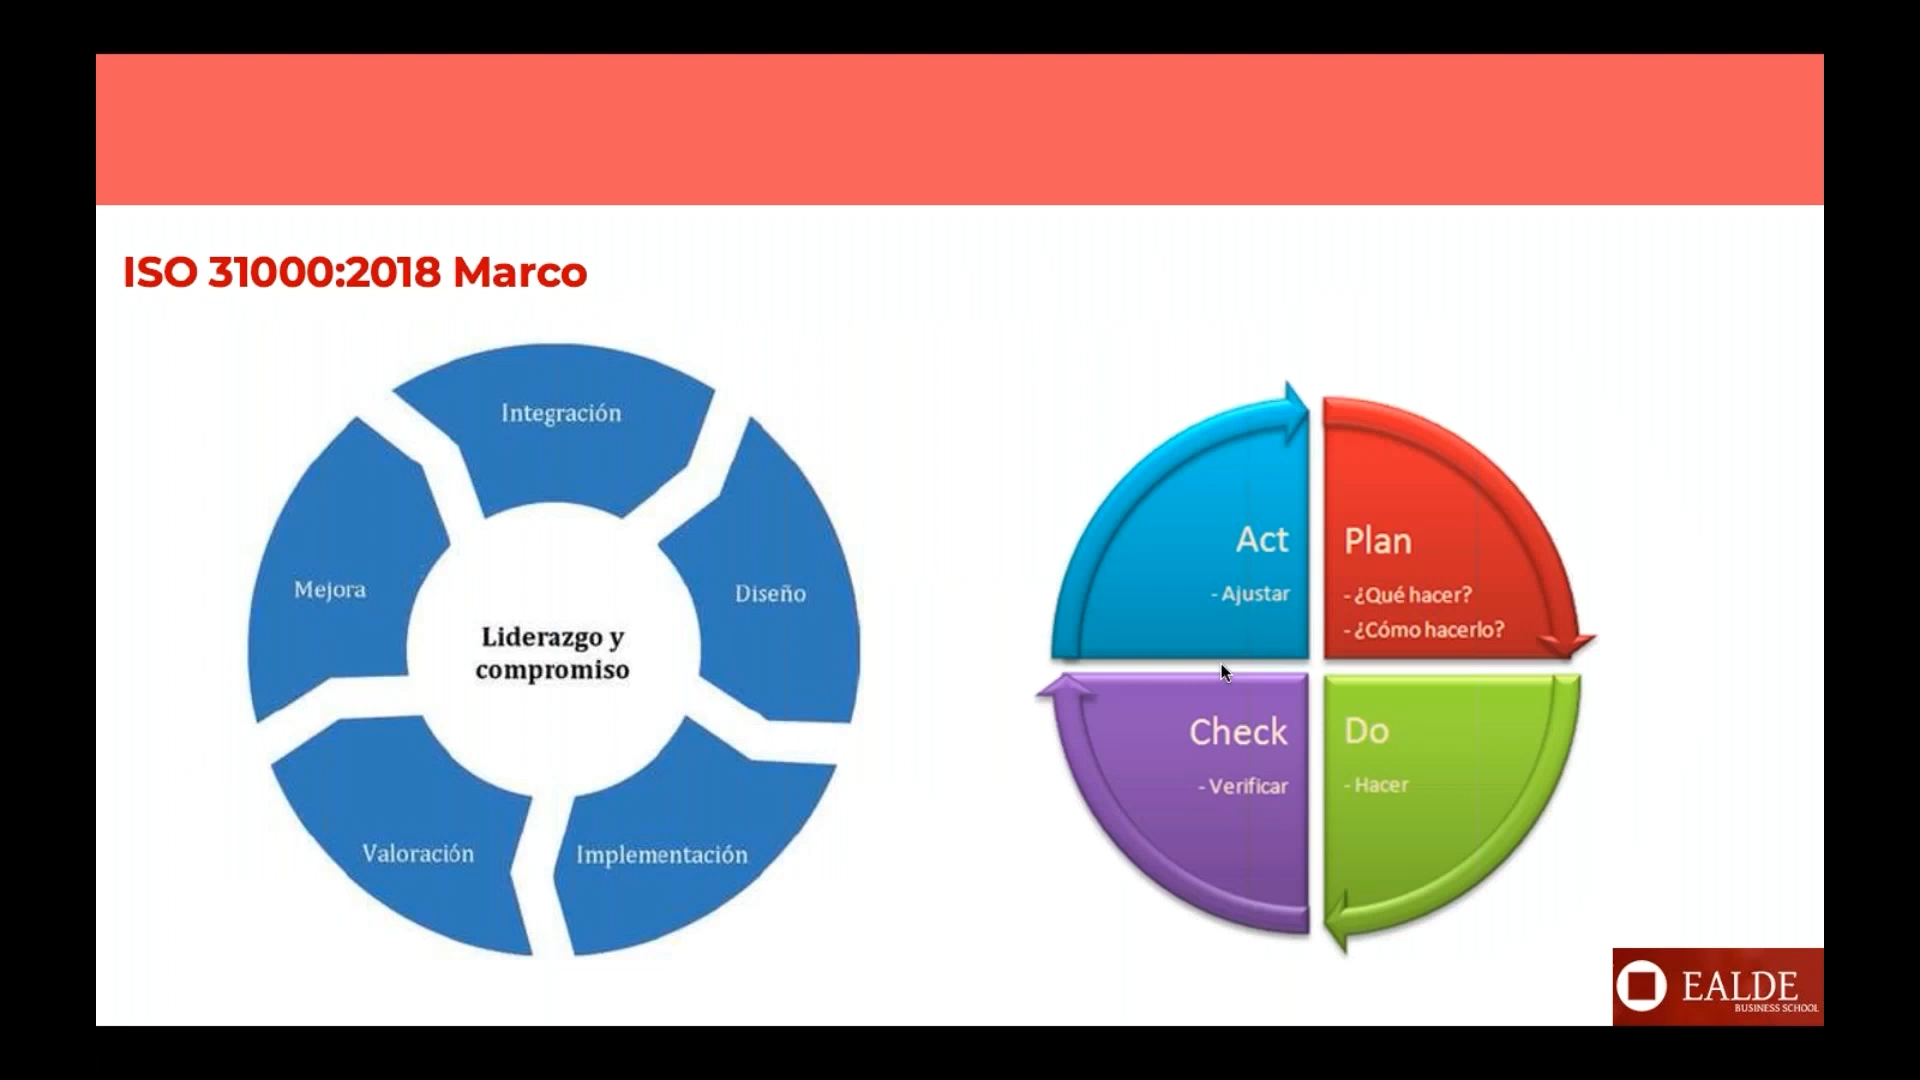 ISO 31000:2018 Marco
Integración
Mejora
Diseño
Liderazgo y
compromiso
Valoración
Implementación
Act
- Ajustar
Plan
- ¿Qué hacer?
- ¿Cómo hacerlo?
Check
- Verificar
Do
- Hacer
EALDE
BUSINESS SCHOOL